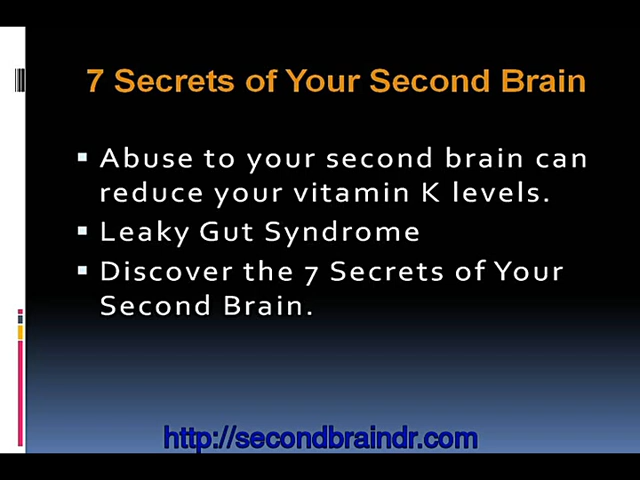 7 Secrets of Your Second Brain
▪ Abuse to your second brain can
reduce your vitamin K levels.
▪ Leaky Gut Syndrome
▪ Discover the 7 Secrets of Your
Second Brain.
http://secondbraindr.com